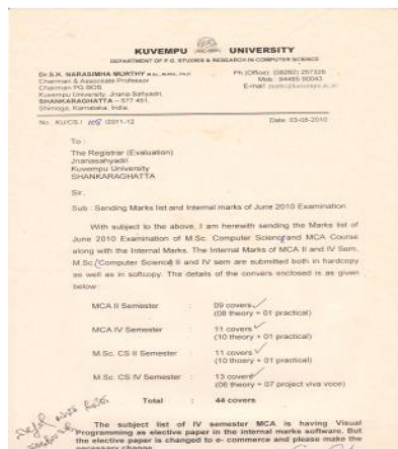 KUVEMPU UNIVERSITY
DEPARTMENT OF P.G. STUDIES & RESEARCH IN COMPUTER SCIENCE
Dr.S.K. NARASIMHA MURTHY
Chairman & Associate Professor
Chairman PG BOS
Kuvempu University, Jnana Sahyadri,
SHANKARAGHATTA – 577 451,
Shimoga, Karnataka, India.
Ph (Office) (08282) 257326
Mob : 94485 90043
E-mail
No. KU/CS / /2011-12
Date 03-08-2010
To :
The Registrar (Evaluation)
Jnanasahyadri
Kuvempu University
SHANKARAGHATTA
Sir,
Sub : Sending Marks list and Internal marks of June 2010 Examination
With subject to the above, I am herewith sending the Marks list of
June 2010 Examination of M.Sc. Computer Science and MCA Course
along with the Internal Marks. The Internal Marks of MCA II and IV Sem,
M.Sc (Computer Science) II and IV sem are submitted both in hardcopy
as well as in softcopy. The details of the convers enclosed is as given
below :
MCA II Semester : 09 covers
(08 theory + 01 practical)
MCA IV Semester : 11 covers
(10 theory + 01 practical)
M.Sc. CS II Semester : 11 covers
(10 theory + 01 practical)
M.Sc. CS IV Semester : 13 covers
(06 theory + 07 project viva voce)
Total : 44 covers
The subject list of IV semester MCA is having Visual
Programming as elective paper in the internal marks software. But
the elective paper is changed to e- commerce and please make the
necessary change.